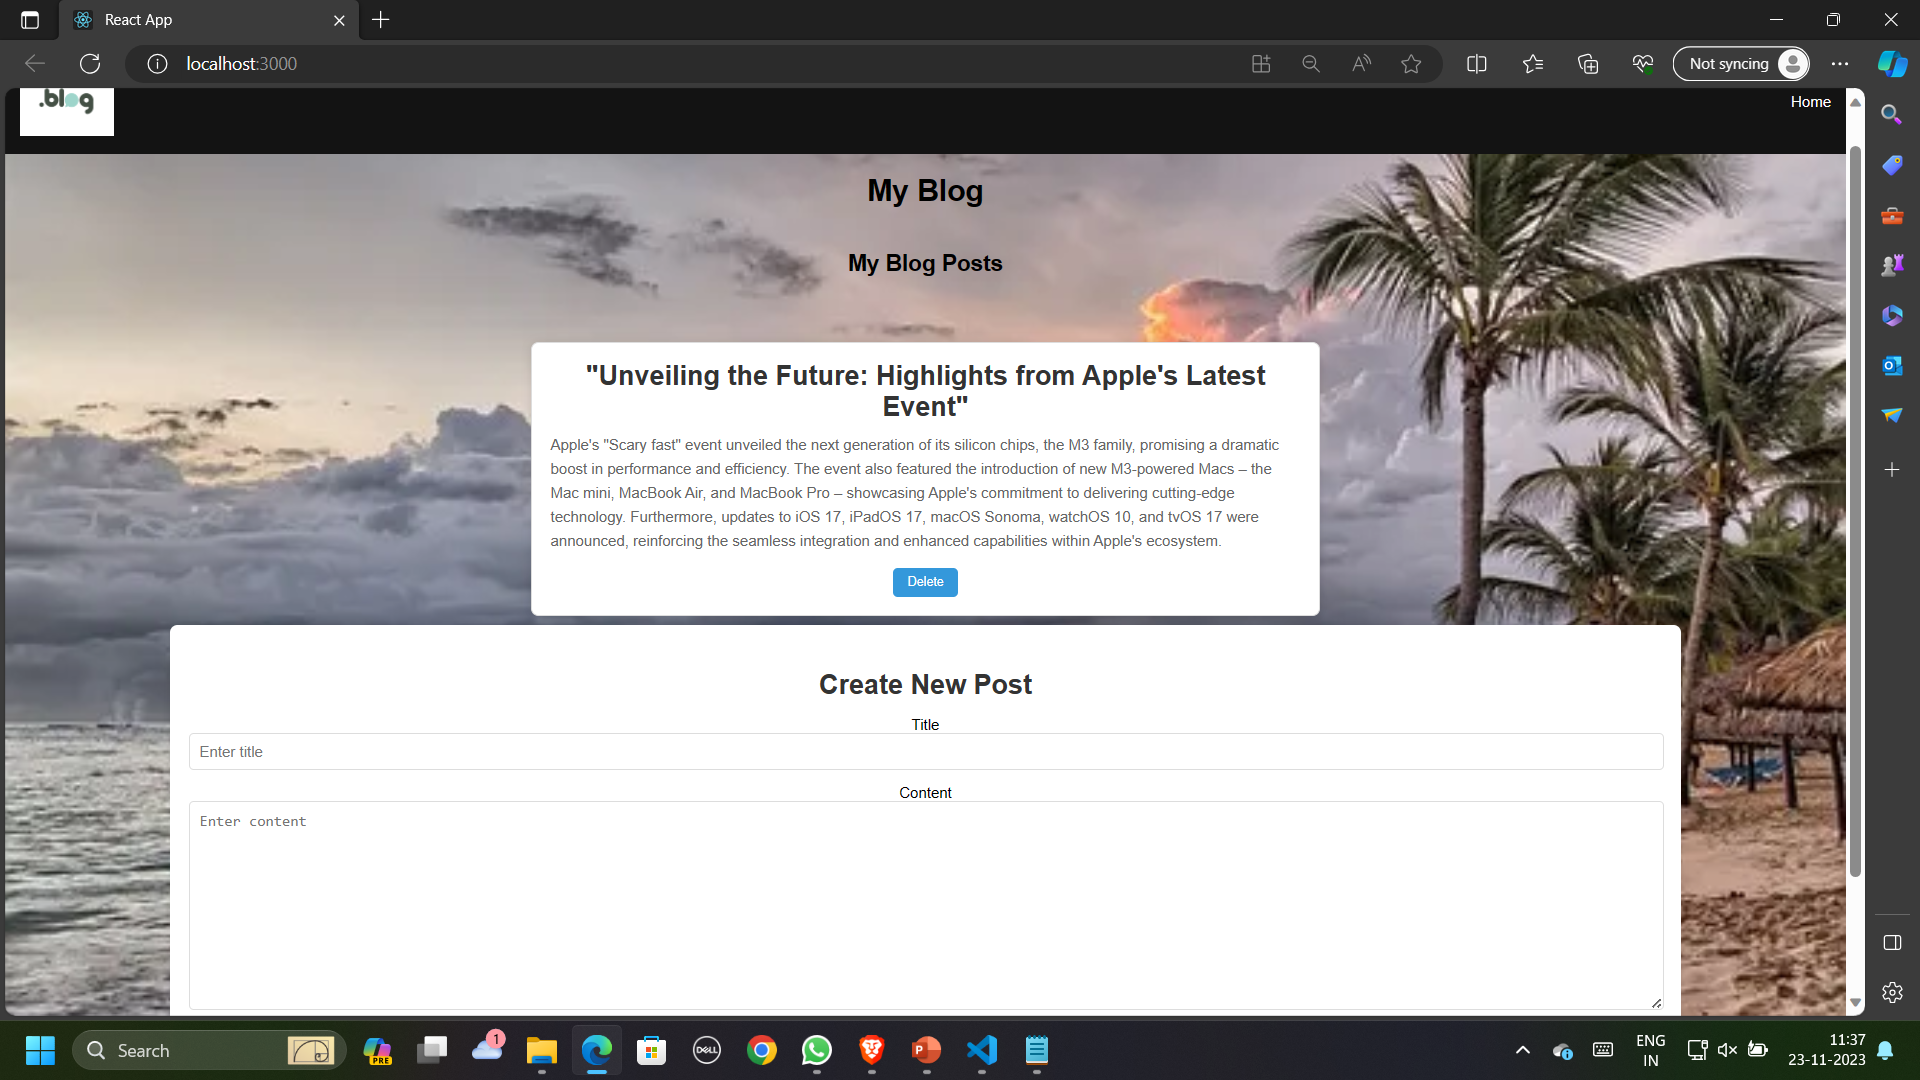 React App
localhost:3000
Not syncing
.blog
Home
My Blog
My Blog Posts
"Unveiling the Future: Highlights from Apple's Latest
Event"
Apple's "Scary fast" event unveiled the next generation of its silicon chips, the M3 family, promising a dramatic
boost in performance and efficiency. The event also featured the introduction of new M3-powered Macs – the
Mac mini, MacBook Air, and MacBook Pro – showcasing Apple's commitment to delivering cutting-edge
technology. Furthermore, updates to iOS 17, iPadOS 17, macOS Sonoma, watchOS 10, and tvOS 17 were
announced, reinforcing the seamless integration and enhanced capabilities within Apple's ecosystem.
Delete
Create New Post
Title
Enter title
Content
Enter content
Search
PRE
1
DELL
ENG
IN
11:37
23-11-2023